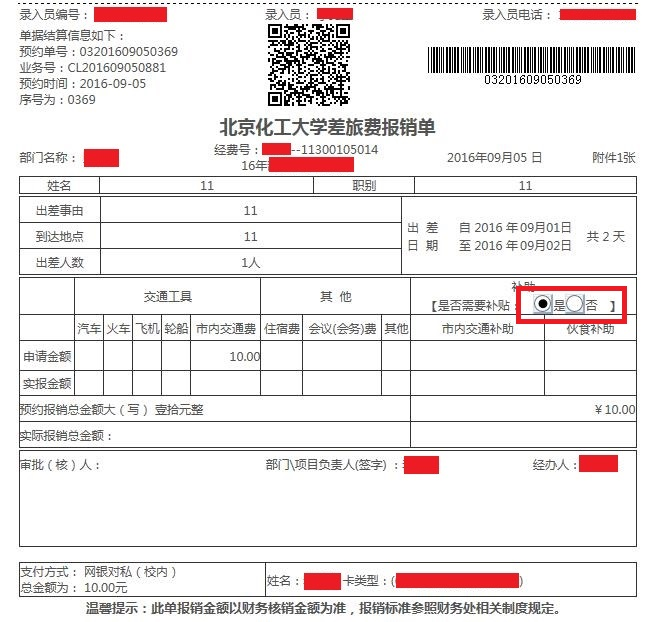 录入员编号： 录入员： 录入员电话：
单据结算信息如下：
预约单号：03201609050369
业务号：CL201609050881
预约时间：2016-09-05
序号为：0369
03201609050369
北京化工大学差旅费报销单
部门名称： 经费号： --11300105014 2016年09月05 日 附件1张
16年
姓名 11 职别 11
出差事由 11
到达地点 11
出差人数 1人
出 差 自 2016 年09月01日
日 期 至 2016 年09月02日
共 2 天
交通工具 其 他 补助
【是否需要补贴： 是 否 】
汽车 火车 飞机 轮船 市内交通费 住宿费 会议(会务)费 其他 市内交通补助 伙食补助
申请金额 10.00
实报金额
预约报销总金额大（写） 壹拾元整 ￥10.00
实际报销总金额：
审批（核）人： 部门\项目负责人(签字) ： 经办人：
支付方式： 网银对私（校内）
总金额为： 10.00元
姓名： 卡类型：( )
温馨提示：此单报销金额以财务核销金额为准，报销标准参照财务处相关制度规定。